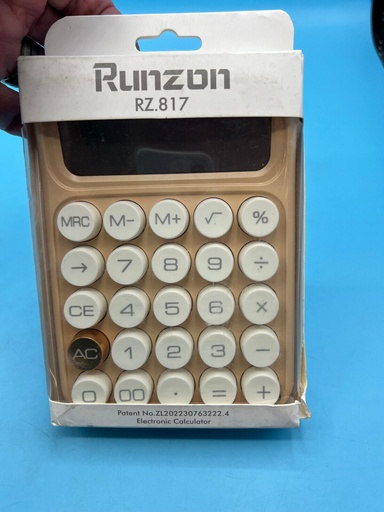 Runzon
RZ.817
MRC M- M+ √ %
→ 7 8 9 ÷
CE 4 5 6 ×
AC 1 2 3 −
0 00 · = +
Patent No.ZL202230763222.4
Electronic Calculator